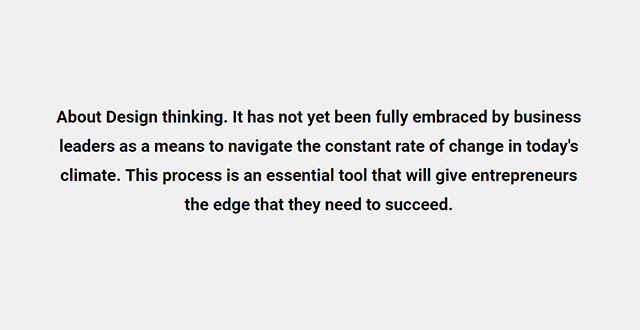 About Design thinking. It has not yet been fully embraced by business
leaders as a means to navigate the constant rate of change in today's
climate. This process is an essential tool that will give entrepreneurs
the edge that they need to succeed.